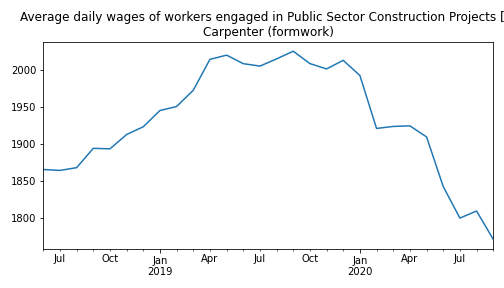 Average daily wages of workers engaged in Public Sector Construction Projects [
Carpenter (formwork)
2000
1950
1900
1850
1800
Jul Oct Jan Apr Jul Oct Jan Apr Jul
2019 2020